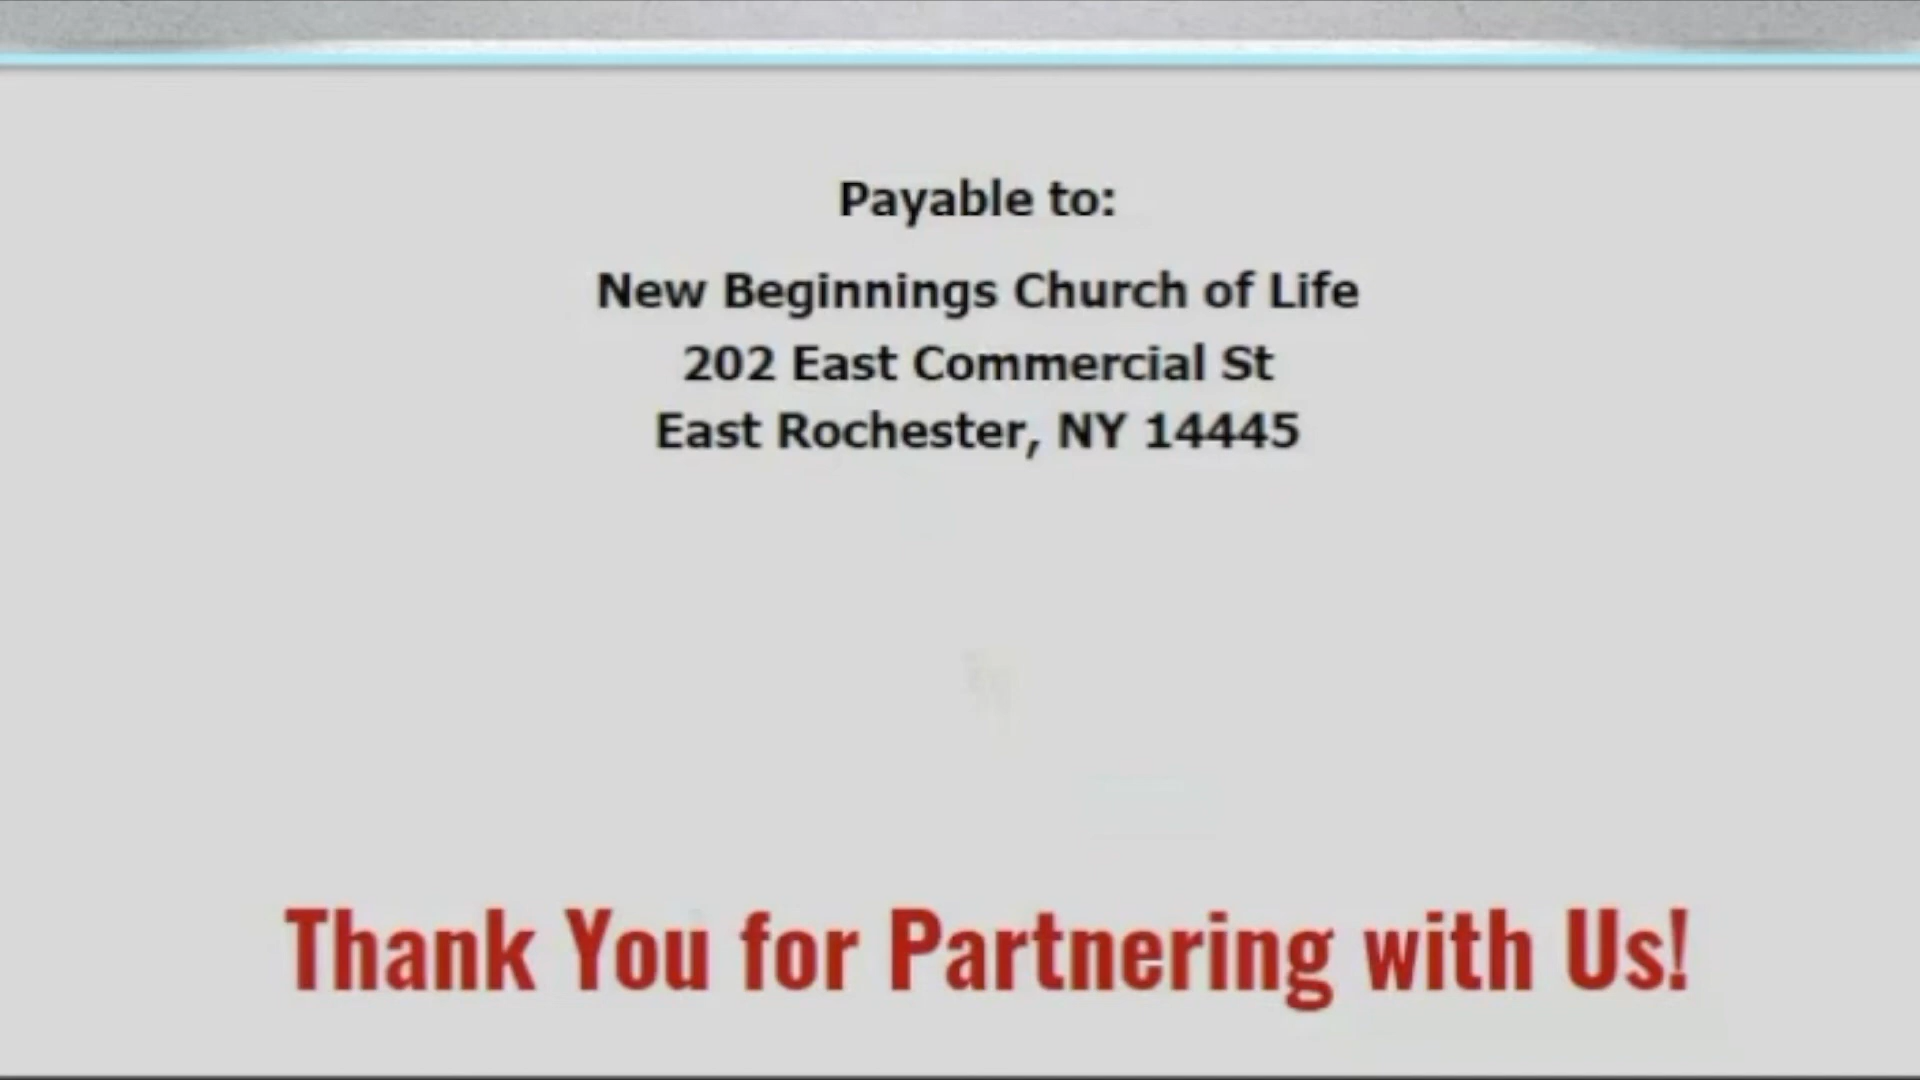 Payable to:
New Beginnings Church of Life
202 East Commercial St
East Rochester, NY 14445
Thank You for Partnering with Us!